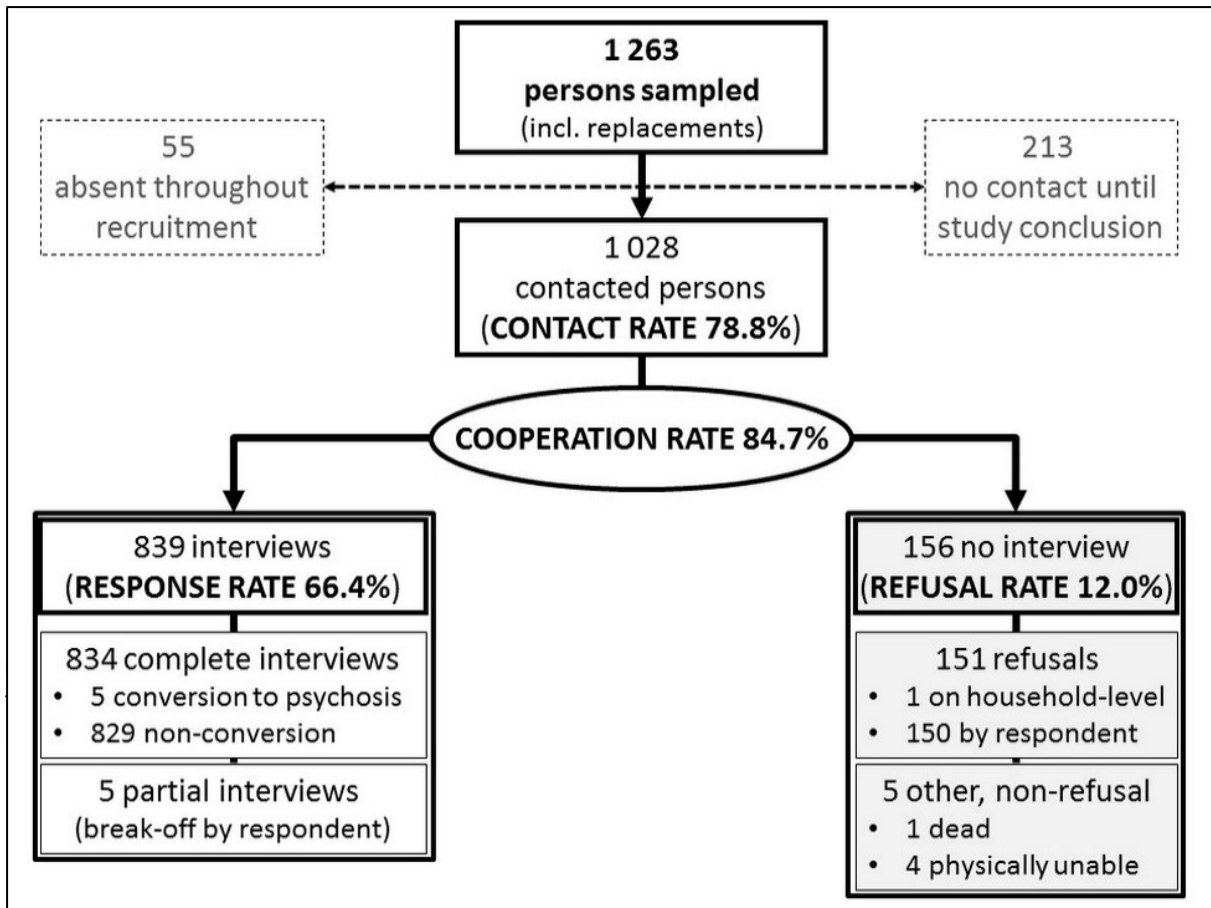 1 263
persons sampled
(incl. replacements)
55
absent throughout
recruitment
213
no contact until
study conclusion
1 028
contacted persons
(CONTACT RATE 78.8%)
COOPERATION RATE 84.7%
839 interviews
(RESPONSE RATE 66.4%)
834 complete interviews
• 5 conversion to psychosis
• 829 non-conversion
5 partial interviews
(break-off by respondent)
156 no interview
(REFUSAL RATE 12.0%)
151 refusals
• 1 on household-level
• 150 by respondent
5 other, non-refusal
• 1 dead
• 4 physically unable